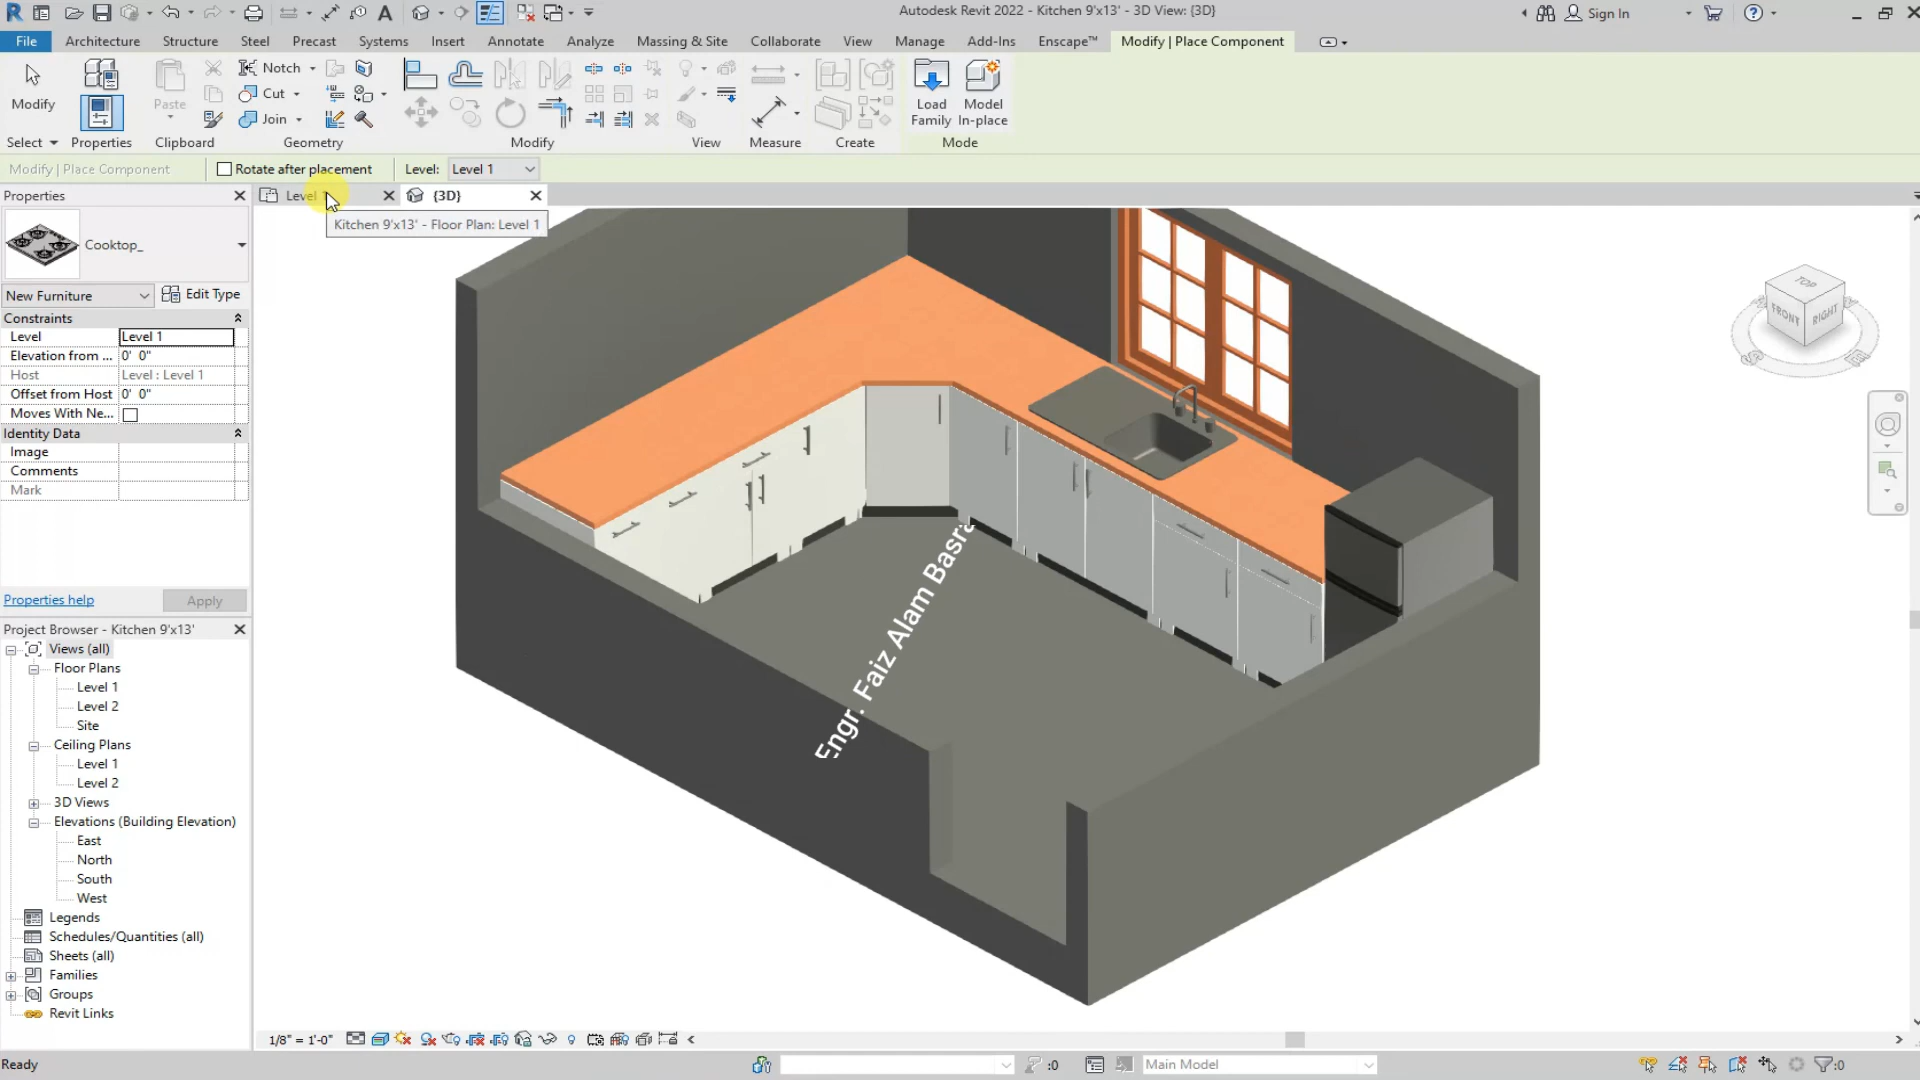 Autodesk Revit 2022 - Kitchen 9'x13' - 3D View: {3D}
Sign In
File Architecture Structure Steel Precast Systems Insert Annotate Analyze Massing & Site Collaborate View Manage Add-Ins Enscape™ Modify | Place Component
Modify
Paste
Notch
Cut
Join
Load Family
Model In-place
Select Properties Clipboard Geometry Modify View Measure Create Mode
Modify | Place Component
Rotate after placement
Level: Level 1
Properties
Level
{3D}
Kitchen 9'x13' - Floor Plan: Level 1
Cooktop_
New Furniture
Edit Type
Constraints
Level Level 1
Elevation from ... 0' 0"
Host Level : Level 1
Offset from Host 0' 0"
Moves With Ne...
Identity Data
Image
Comments
Mark
Properties help
Apply
Project Browser - Kitchen 9'x13'
Views (all)
Floor Plans
Level 1
Level 2
Site
Ceiling Plans
Level 1
Level 2
3D Views
Elevations (Building Elevation)
East
North
South
West
Legends
Schedules/Quantities (all)
Sheets (all)
Families
Groups
Revit Links
TOP
FRONT
RIGHT
S
E
Engr. Faiz Alam Basra
1/8" = 1'-0"
Ready
:0
Main Model
:0